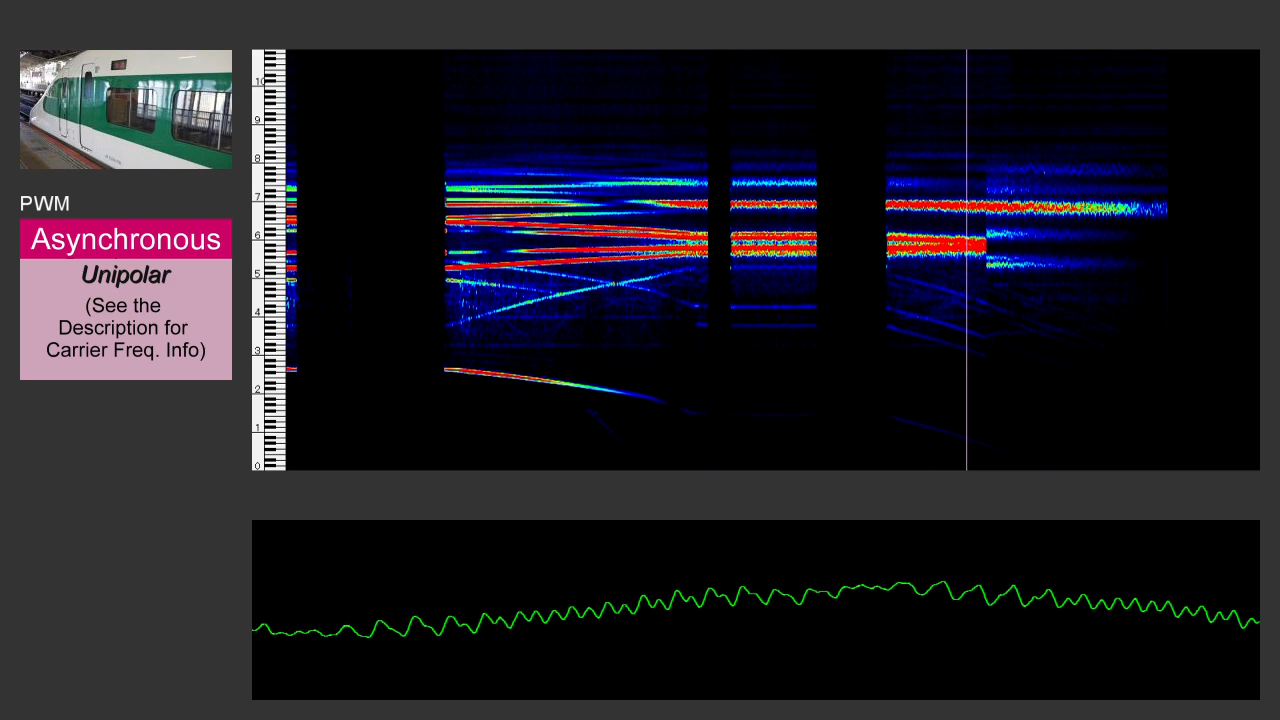 PWM
Asynchronous
Unipolar
(See the
Description for
Carrier Freq. Info)
10
9
8
7
6
5
4
3
2
1
0